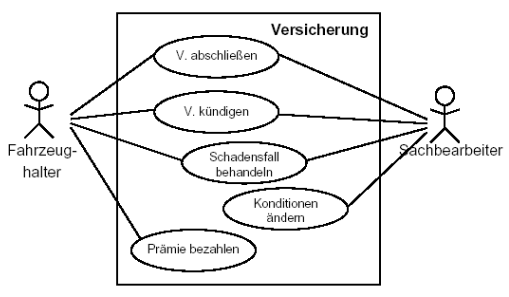 Versicherung
V. abschließen
V. kündigen
Fahrzeug-
halter
Sachbearbeiter
Schadensfall
behandeln
Konditionen
ändern
Prämie bezahlen